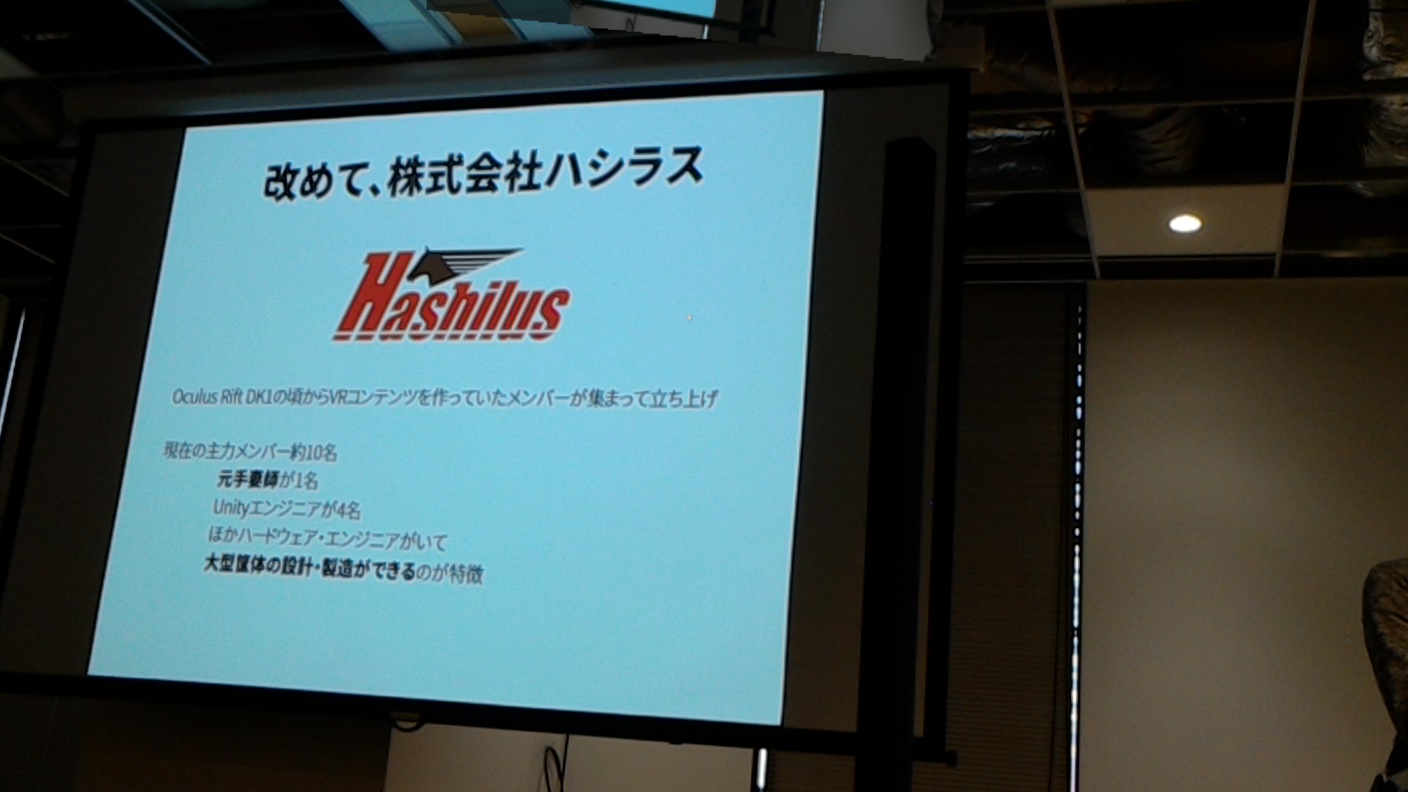 改めて、株式会社ハシラス
Hashilus
Oculus Rift DK1の頃からVRコンテンツを作っていたメンバーが集まって立ち上げ
現在の主力メンバー約10名
元手妻師が1名
Unityエンジニアが4名
ほかハードウェア・エンジニアがいて
大型筐体の設計・製造ができるのが特徴